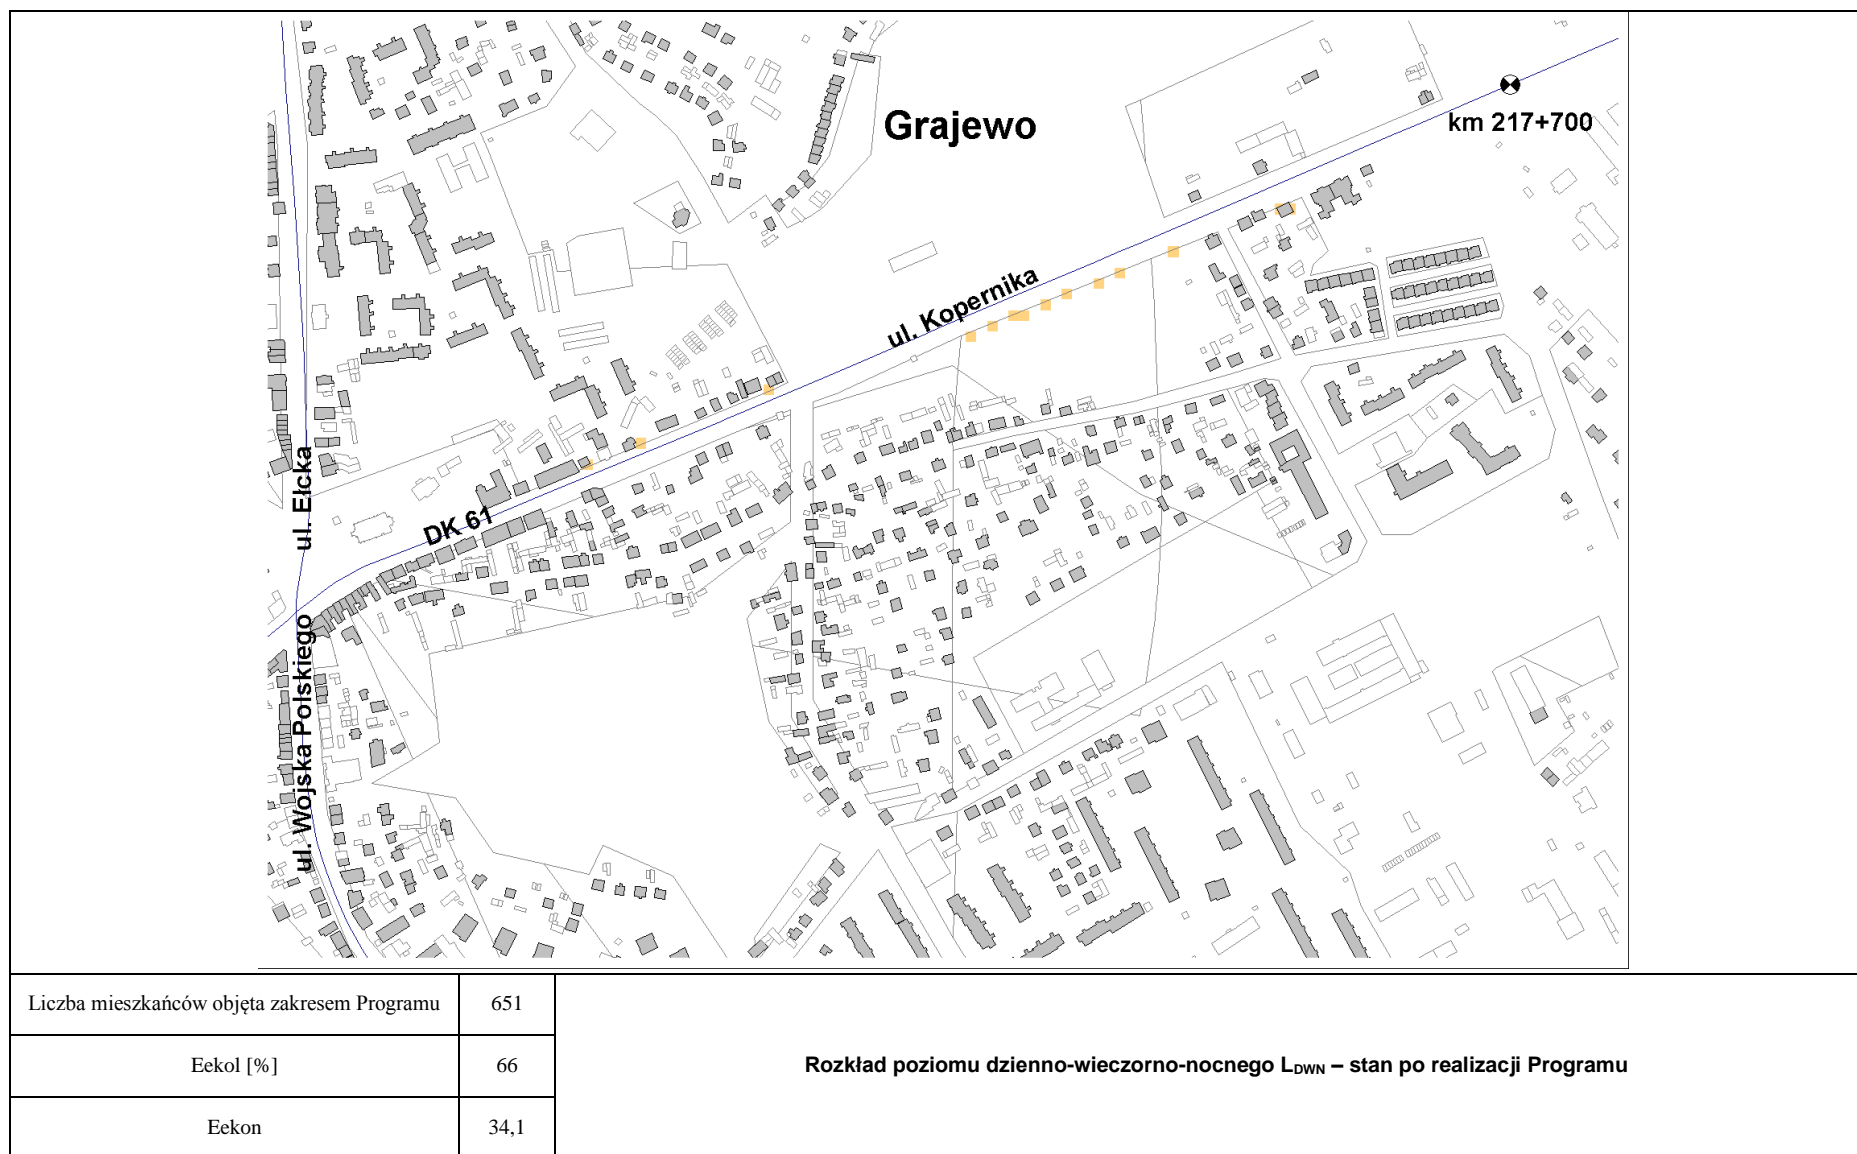 Grajewo
km 217+700
ul. Kopernika
DK 61
ul. Ełcka
ul. Wojska Polskiego
Liczba mieszkańców objęta zakresem Programu 651
Eekol [%] 66
Rozkład poziomu dzienno-wieczorno-nocnego LDWN – stan po realizacji Programu
Eekon 34,1